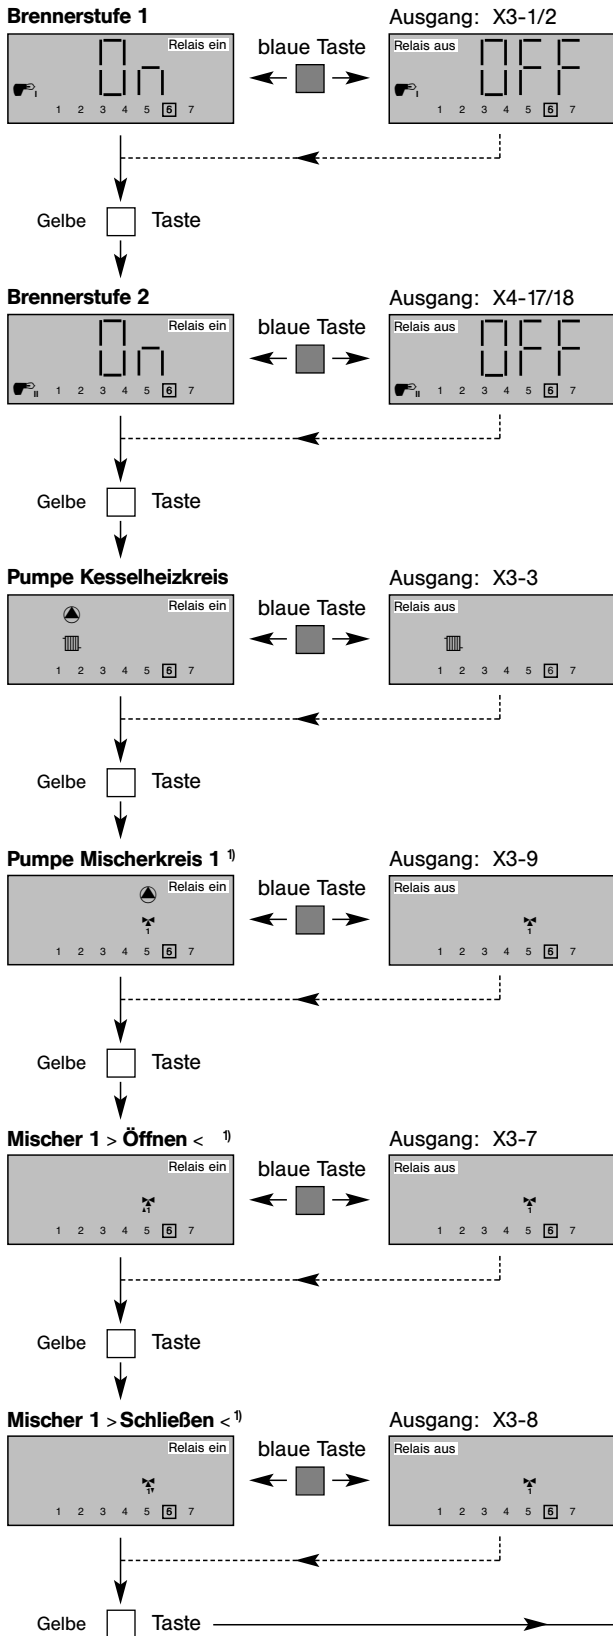 Brennerstufe 1 Ausgang: X3-1/2
Relais ein blaue Taste Relais aus
On OFF
I 1 2 3 4 5 6 7 I 1 2 3 4 5 6 7
Gelbe Taste
Brennerstufe 2 Ausgang: X4-17/18
Relais ein blaue Taste Relais aus
On OFF
II 1 2 3 4 5 6 7 II 1 2 3 4 5 6 7
Gelbe Taste
Pumpe Kesselheizkreis Ausgang: X3-3
Relais ein blaue Taste Relais aus
1 2 3 4 5 6 7 1 2 3 4 5 6 7
Gelbe Taste
Pumpe Mischerkreis 1 1) Ausgang: X3-9
Relais ein blaue Taste Relais aus
1 1
1 2 3 4 5 6 7 1 2 3 4 5 6 7
Gelbe Taste
Mischer 1 > Öffnen < 1) Ausgang: X3-7
Relais ein blaue Taste Relais aus
1 1
1 2 3 4 5 6 7 1 2 3 4 5 6 7
Gelbe Taste
Mischer 1 > Schließen < 1) Ausgang: X3-8
Relais ein blaue Taste Relais aus
1 1
1 2 3 4 5 6 7 1 2 3 4 5 6 7
Gelbe Taste